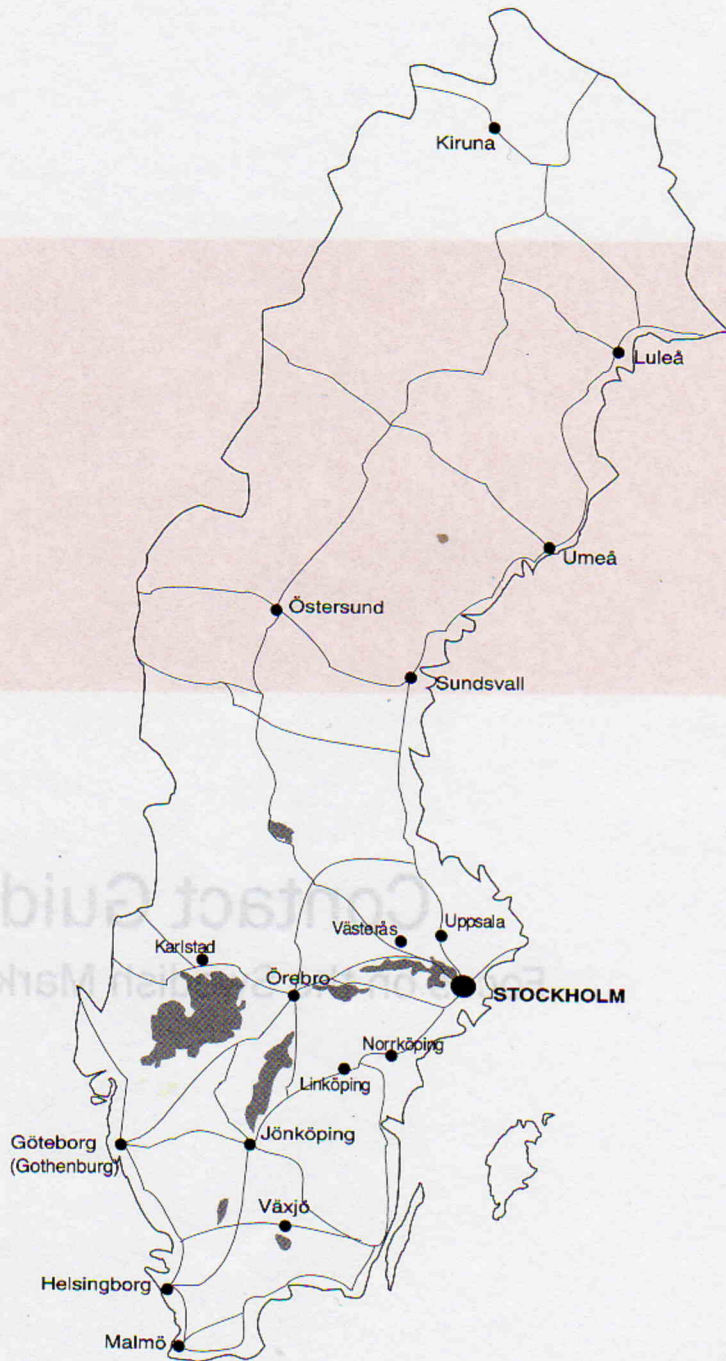 Kiruna
Luleå
Umeå
Östersund
Sundsvall
Contact Guid
Västerås
Uppsala
Karlstad
Örebro
STOCKHOLM
Norrköping
Linköping
Göteborg
(Gothenburg)
Jönköping
Växjö
Helsingborg
Malmö